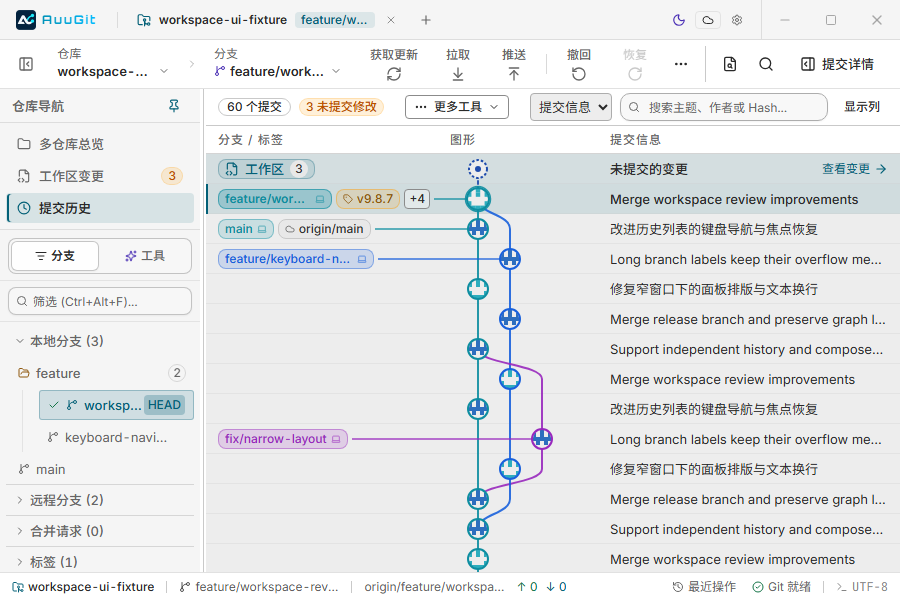 AuuGit
workspace-ui-fixture feature/w...
仓库
workspace-...
分支
feature/work...
获取更新
拉取
推送
撤回
恢复
提交详情
仓库导航
多仓库总览
工作区变更 3
提交历史
分支
工具
筛选 (Ctrl+Alt+F)...
本地分支 (3)
feature 2
worksp... HEAD
keyboard-navi...
main
远程分支 (2)
合并请求 (0)
标签 (1)
60 个提交
3 未提交修改
更多工具
提交信息
搜索主题、作者或 Hash...
显示列
分支 / 标签
图形
提交信息
工作区 3
未提交的变更
查看变更
feature/wor... v9.8.7 +4
Merge workspace review improvements
main origin/main
改进历史列表的键盘导航与焦点恢复
feature/keyboard-n...
Long branch labels keep their overflow me...
修复窄窗口下的面板排版与文本换行
Merge release branch and preserve graph l...
Support independent history and compose...
Merge workspace review improvements
改进历史列表的键盘导航与焦点恢复
fix/narrow-layout
Long branch labels keep their overflow me...
修复窄窗口下的面板排版与文本换行
Merge release branch and preserve graph l...
Support independent history and compose...
Merge workspace review improvements
workspace-ui-fixture
feature/workspace-rev...
origin/feature/workspa...
↑ 0 ↓ 0
最近操作
Git 就绪
UTF-8